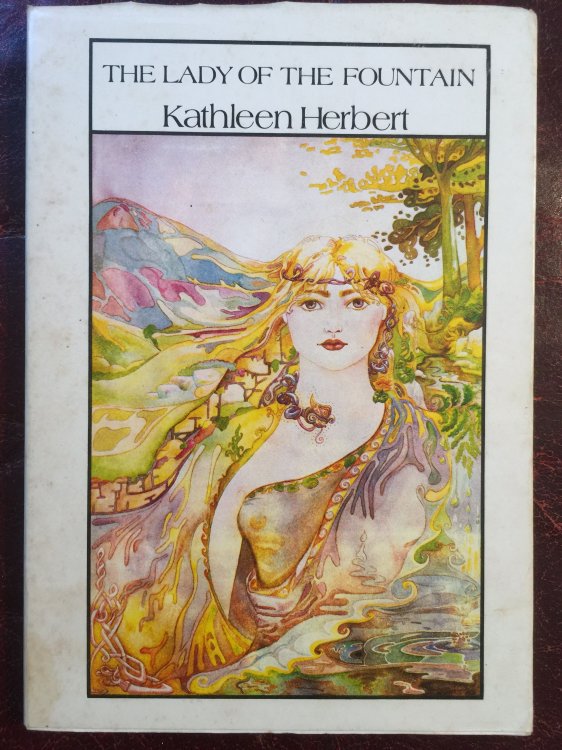 THE LADY OF THE FOUNTAIN
Kathleen Herbert